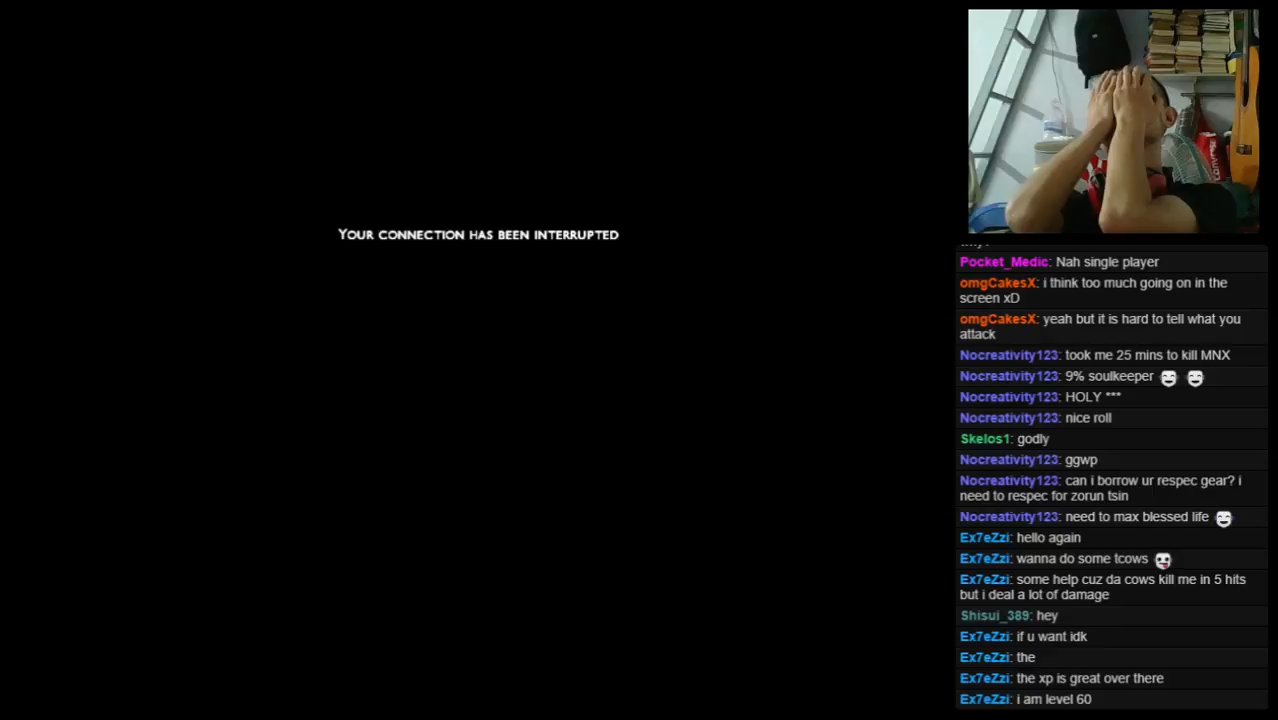 YOUR CONNECTION HAS BEEN INTERRUPTED
CONVERSE
Pocket_Medic: Nah single player
omgCakesX: i think too much going on in the
screen xD
omgCakesX: yeah but it is hard to tell what you
attack
Nocreativity123: took me 25 mins to kill MNX
Nocreativity123: 9% soulkeeper
Nocreativity123: HOLY ***
Nocreativity123: nice roll
Skelos1: godly
Nocreativity123: ggwp
Nocreativity123: can i borrow ur respec gear? i
need to respec for zorun tsin
Nocreativity123: need to max blessed life
Ex7eZzi: hello again
Ex7eZzi: wanna do some tcows
Ex7eZzi: some help cuz da cows kill me in 5 hits
but i deal a lot of damage
Shisui_389: hey
Ex7eZzi: if u want idk
Ex7eZzi: the
Ex7eZzi: the xp is great over there
Ex7eZzi: i am level 60